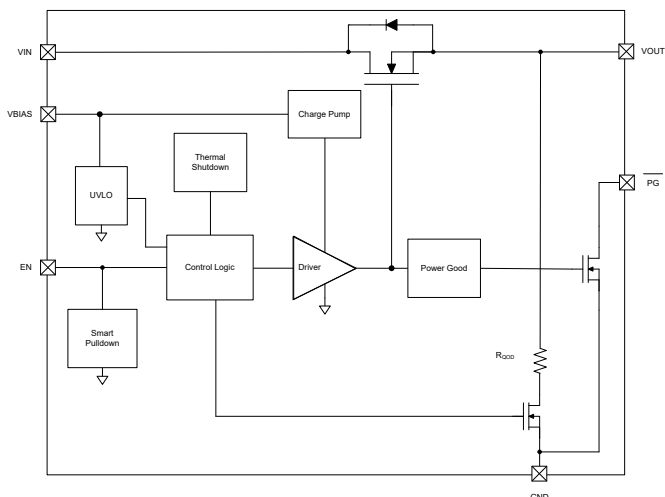 VIN
VOUT
VBIAS
Charge Pump
Thermal
Shutdown
UVLO
PG
EN
Control Logic
Driver
Power Good
Smart
Pulldown
RQOD
GND